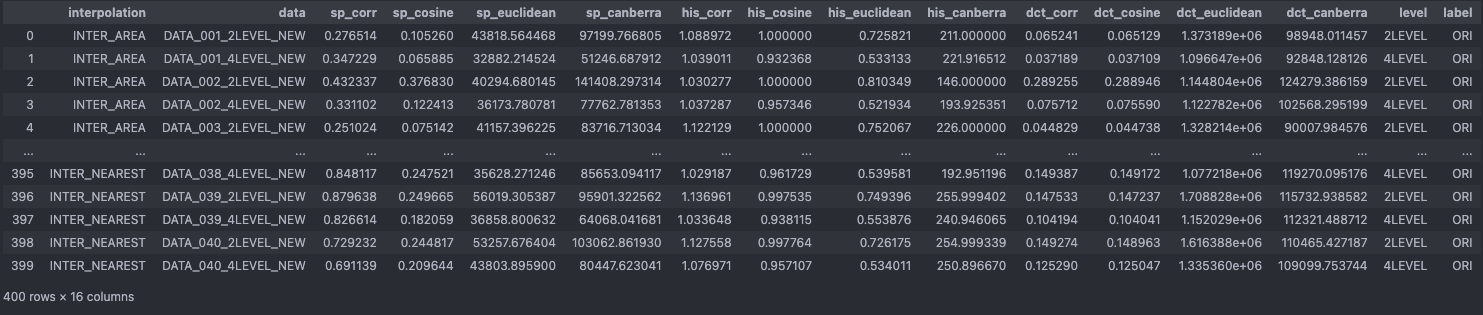 interpolation data sp_corr sp_cosine sp_euclidean sp_canberra his_corr his_cosine his_euclidean his_canberra dct_corr dct_cosine dct_euclidean dct_canberra level label
0 INTER_AREA DATA_001_2LEVEL_NEW 0.276514 0.105260 43818.564468 97199.766805 1.088972 1.000000 0.725821 211.000000 0.065241 0.065129 1.373189e+06 98948.011457 2LEVEL ORI
1 INTER_AREA DATA_001_4LEVEL_NEW 0.347229 0.065885 32882.214524 51246.687912 1.039011 0.932368 0.533133 221.916512 0.037189 0.037109 1.096647e+06 92848.128126 4LEVEL ORI
2 INTER_AREA DATA_002_2LEVEL_NEW 0.432337 0.376830 40294.680145 141408.297314 1.030277 1.000000 0.810349 146.000000 0.289255 0.288946 1.144804e+06 124279.386159 2LEVEL ORI
3 INTER_AREA DATA_002_4LEVEL_NEW 0.331102 0.122413 36173.780781 77762.781353 1.037287 0.957346 0.521934 193.925351 0.075712 0.075590 1.122782e+06 102568.295199 4LEVEL ORI
4 INTER_AREA DATA_003_2LEVEL_NEW 0.251024 0.075142 41157.396225 83716.713034 1.122129 1.000000 0.752067 226.000000 0.044829 0.044738 1.328214e+06 90007.984576 2LEVEL ORI
... ... ... ... ... ... ... ... ... ... ... ... ... ... ... ... ...
395 INTER_NEAREST DATA_038_4LEVEL_NEW 0.848117 0.247521 35628.271246 85653.094117 1.029187 0.961729 0.539581 192.951196 0.149387 0.149172 1.077218e+06 119270.095176 4LEVEL ORI
396 INTER_NEAREST DATA_039_2LEVEL_NEW 0.879638 0.249665 56019.305387 95901.322562 1.136961 0.997535 0.749396 255.999402 0.147533 0.147237 1.708828e+06 115732.938582 2LEVEL ORI
397 INTER_NEAREST DATA_039_4LEVEL_NEW 0.826614 0.182059 36858.800632 64068.041681 1.033648 0.938115 0.553876 240.946065 0.104194 0.104041 1.152029e+06 112321.488712 4LEVEL ORI
398 INTER_NEAREST DATA_040_2LEVEL_NEW 0.729232 0.244817 53257.676404 103062.861930 1.127558 0.997764 0.726175 254.999339 0.149274 0.148963 1.616388e+06 110465.427187 2LEVEL ORI
399 INTER_NEAREST DATA_040_4LEVEL_NEW 0.691139 0.209644 43803.895900 80447.623041 1.076971 0.957107 0.534011 250.896670 0.125290 0.125047 1.335360e+06 109099.753744 4LEVEL ORI
400 rows × 16 columns